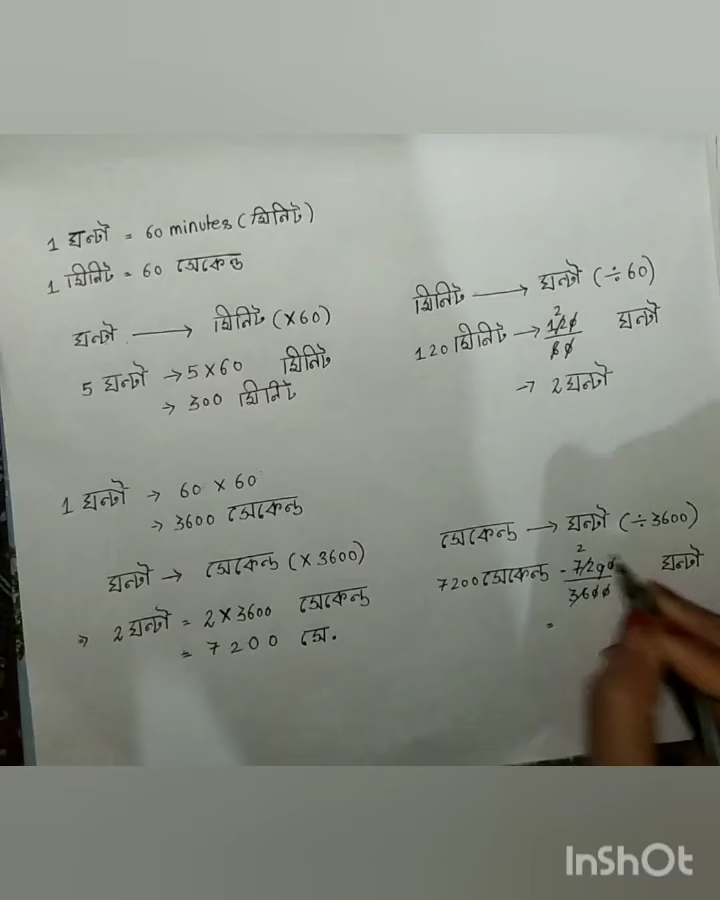 1 ঘন্টা = 60 minutes (মিনিট)
1 মিনিট = 60 সেকেন্ড
ঘন্টা → মিনিট (×60)
5 ঘন্টা → 5×60 মিনিট
→ 300 মিনিট
মিনিট → ঘন্টা (÷60)
120 মিনিট → 120/60 ঘন্টা
2
→ 2 ঘন্টা
1 ঘন্টা → 60 × 60
→ 3600 সেকেন্ড
ঘন্টা → সেকেন্ড (×3600)
⇒ 2 ঘন্টা = 2×3600 সেকেন্ড
= 7200 সে.
সেকেন্ড → ঘন্টা (÷3600)
7200 সেকেন্ড - 7200/3600 ঘন্টা
2
=
InShOt